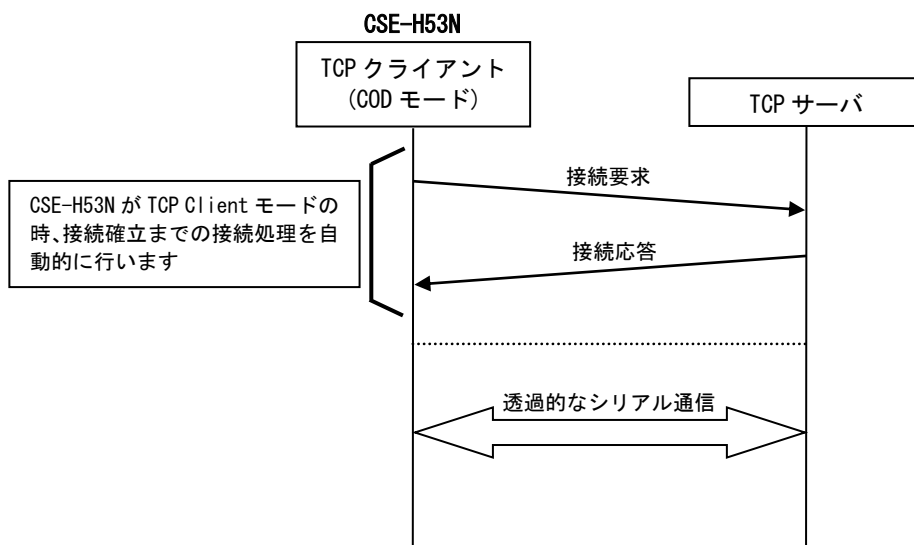 CSE-H53N
TCP クライアント
(COD モード)
TCP サーバ
接続要求
CSE-H53N が TCP Client モードの
時、接続確立までの接続処理を自
動的に行います
接続応答
透過的なシリアル通信